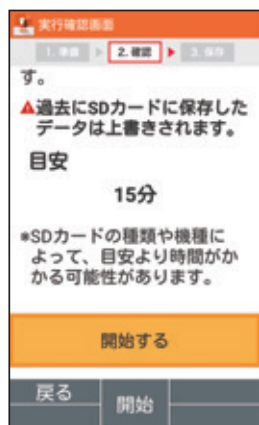 実行確認画面
1. 準備
2. 確認
3. 保存
す。
過去にSDカードに保存した
データは上書きされます。
目安
15分
※SDカードの種類や機種に
よって、目安より時間がか
かる可能性があります。
開始する
戻る
開始